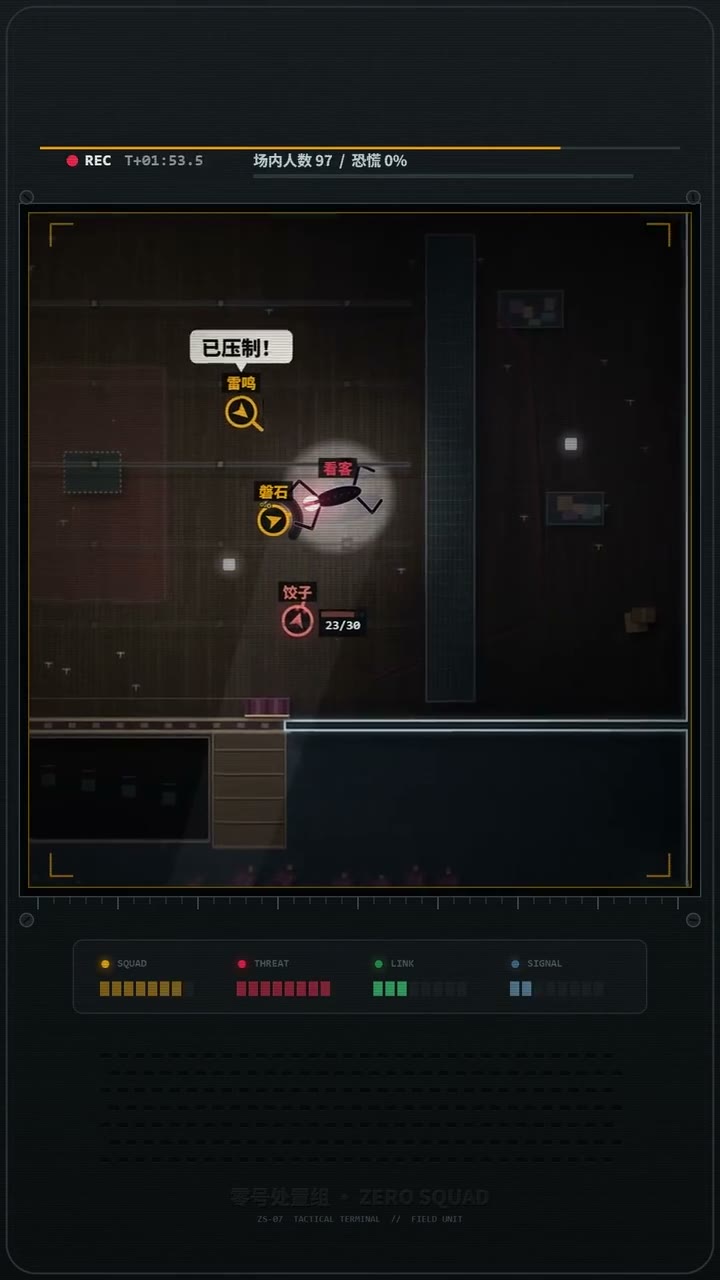 REC T+01:53.5 场内人数 97 / 恐慌 0%
已压制！
雷鸣
看客
磐石
饺子
23/30
SQUAD THREAT LINK SIGNAL
零号处置组 · ZERO SQUAD
ZS-07 TACTICAL TERMINAL // FIELD UNIT